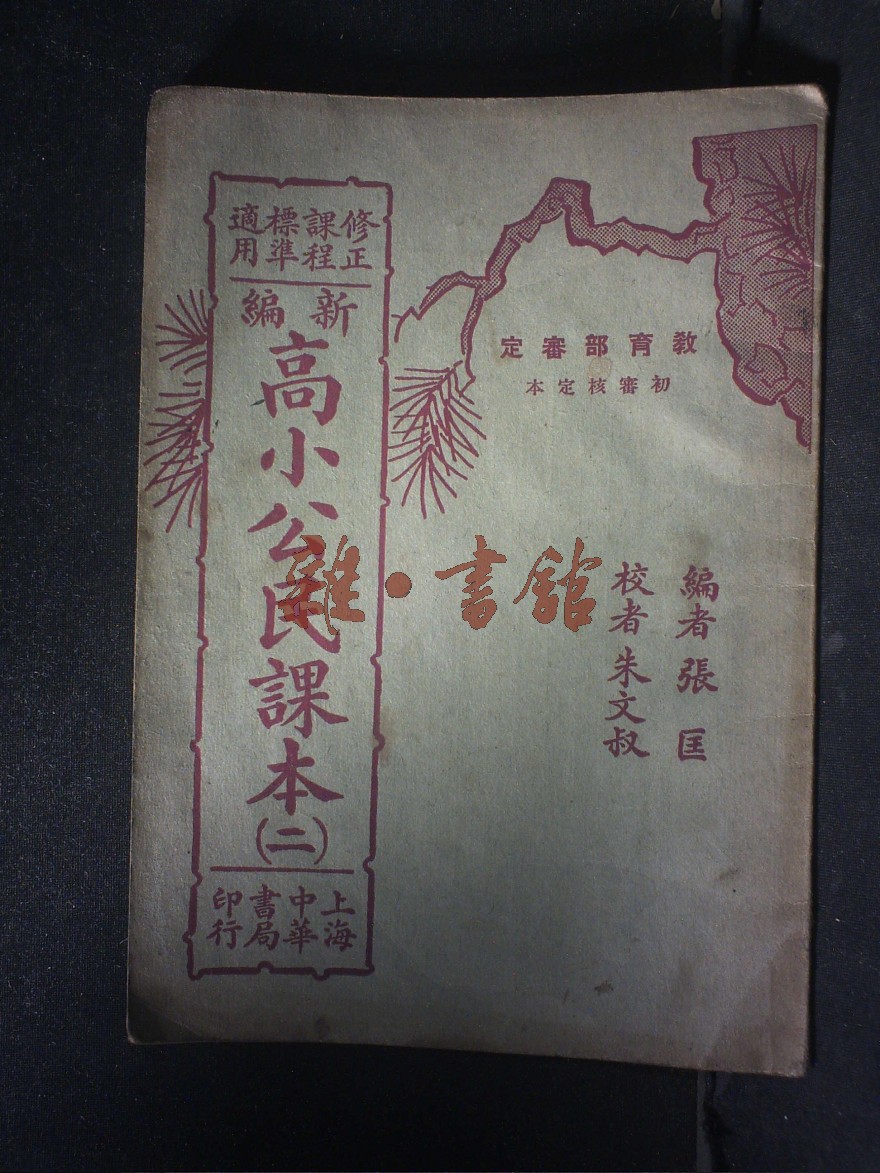 教育部審定
初審核定本
編者 張匡
校者 朱文叔
修正課程標準適用
新編
高小公民課本(二)
上海中華書局印行
雜·書館